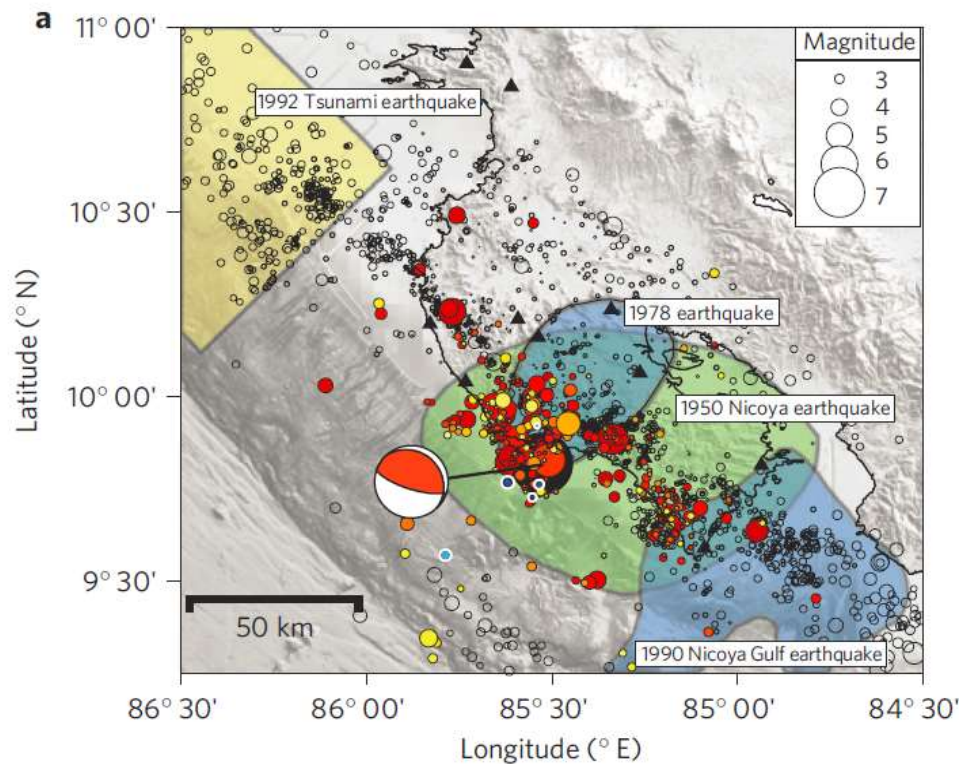 a
11° 00'
Magnitude
3
4
5
6
7
1992 Tsunami earthquake
10° 30'
1978 earthquake
Latitude (° N)
10° 00'
1950 Nicoya earthquake
9° 30'
50 km
1990 Nicoya Gulf earthquake
86° 30'
86° 00'
85° 30'
85° 00'
84° 30'
Longitude (° E)